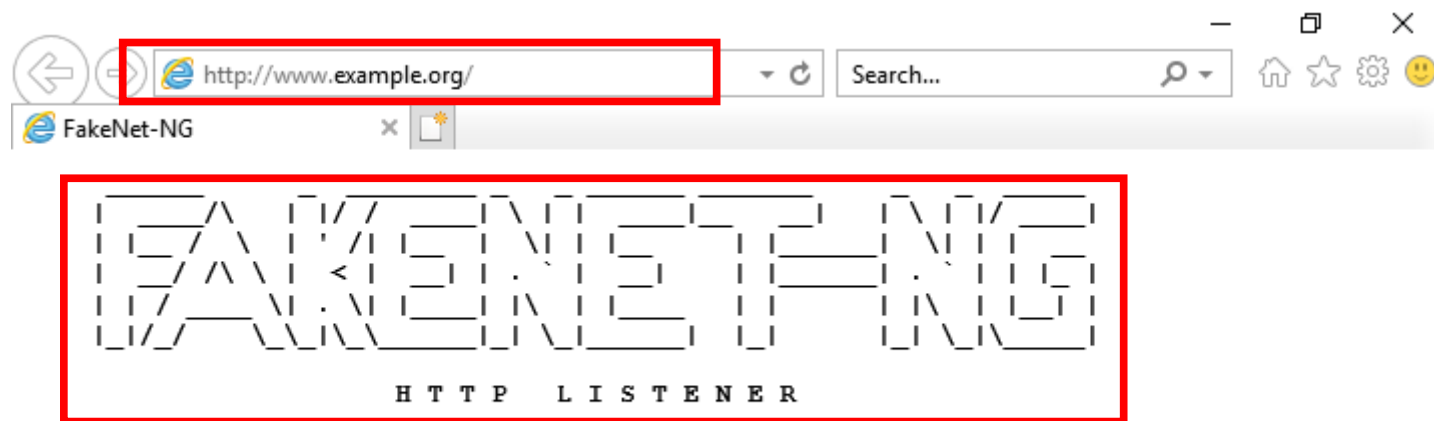 http://www.example.org/
Search...
FakeNet-NG
FAKENET-NG
HTTP LISTENER